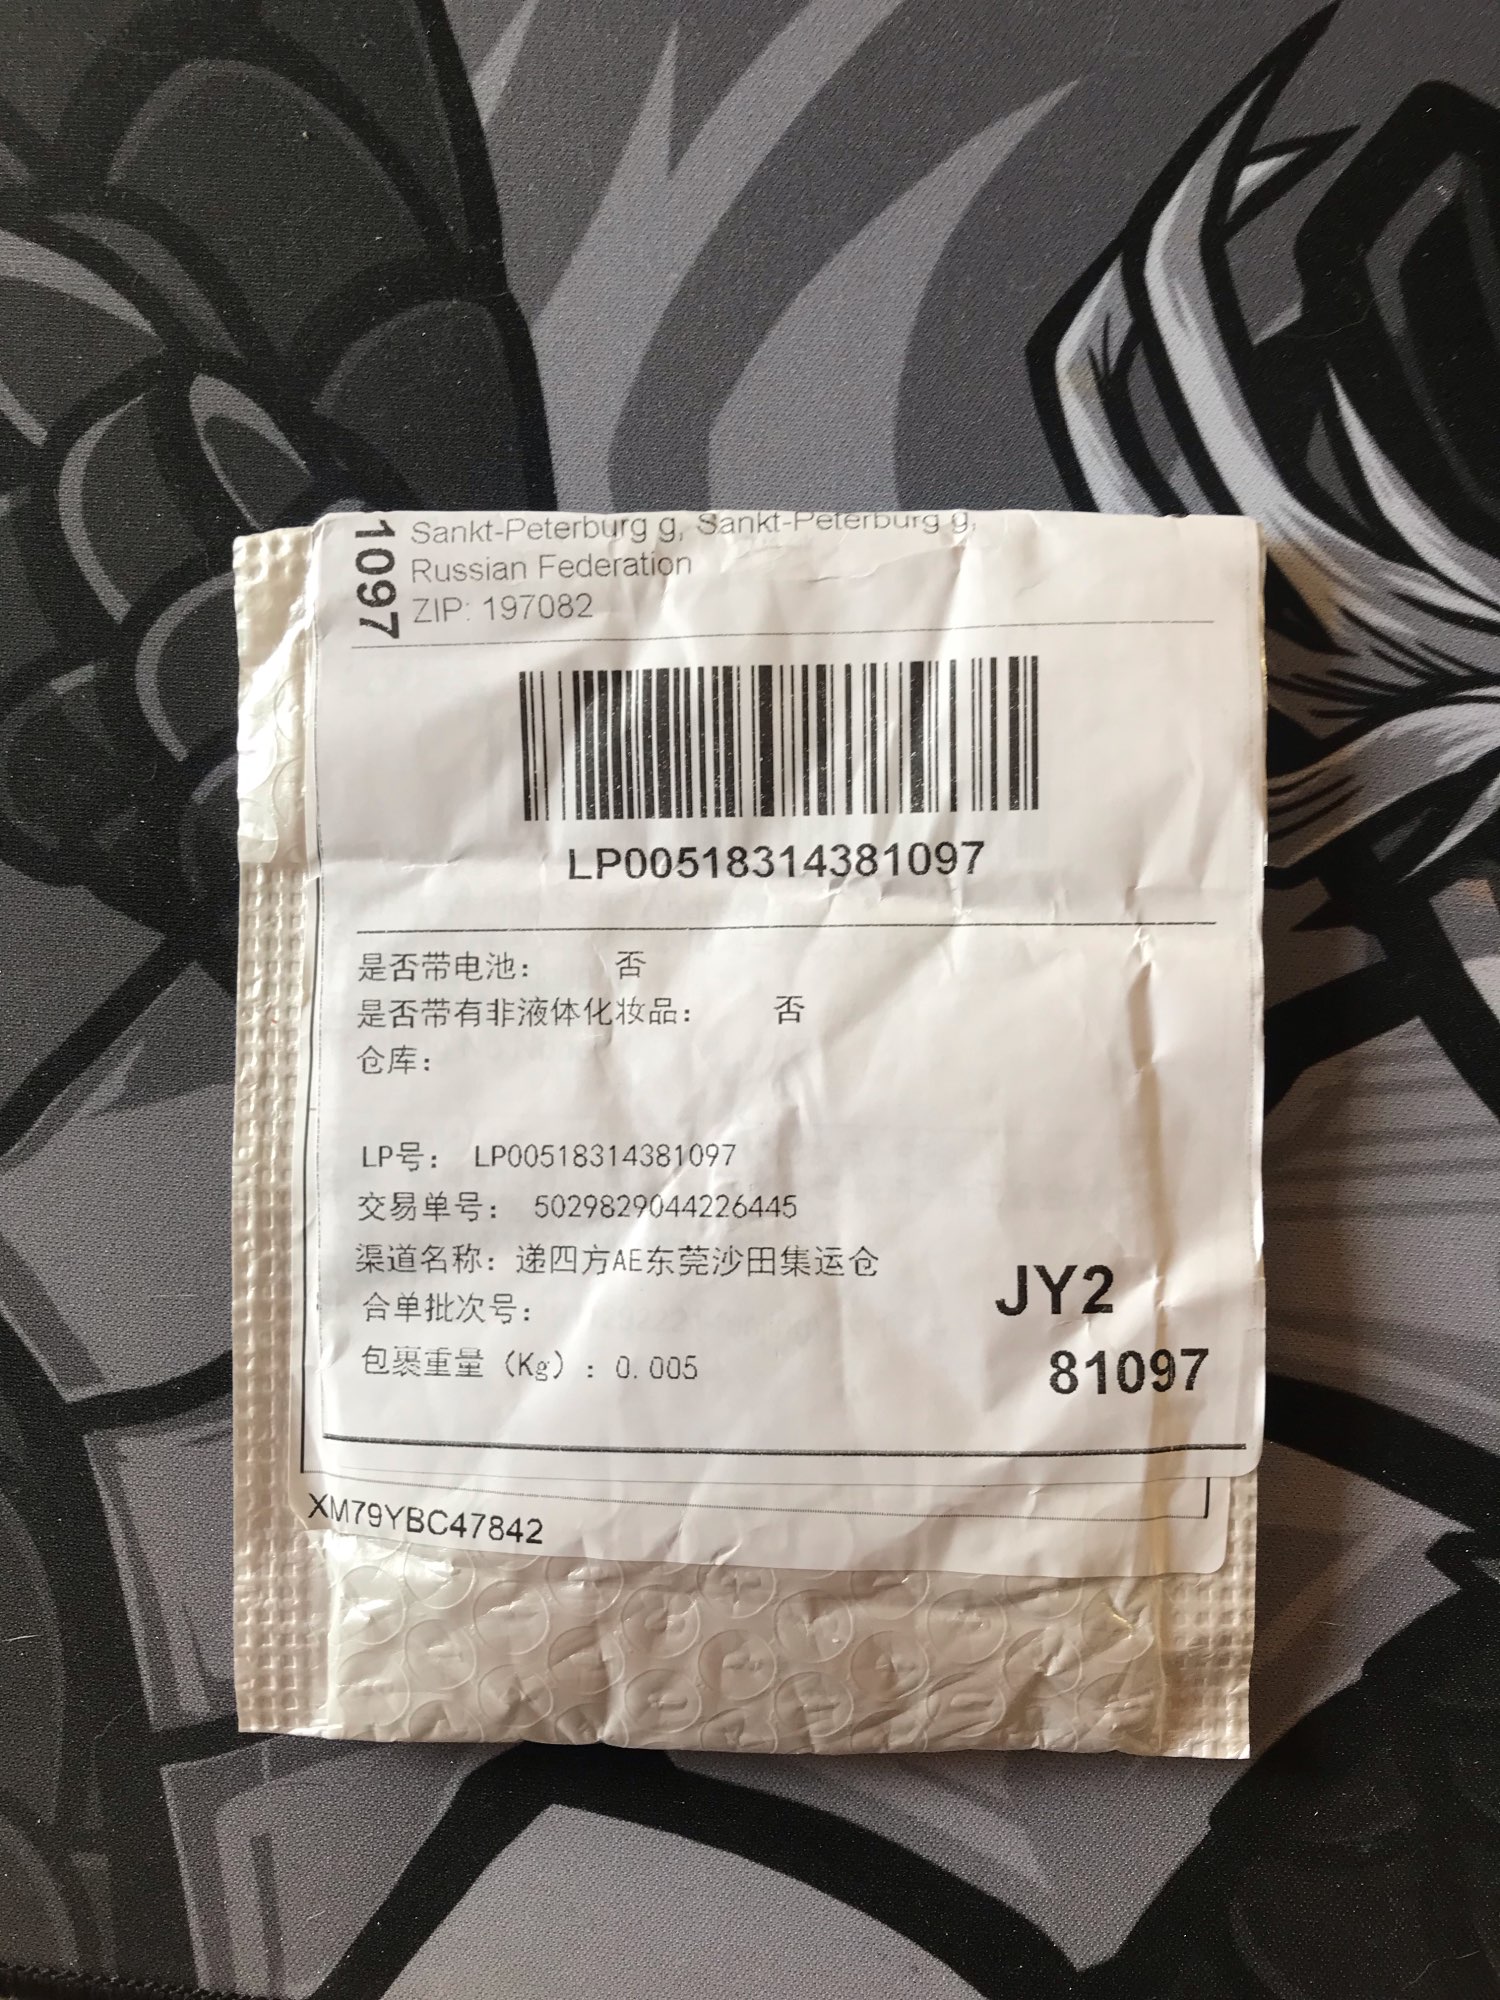 1097
Sankt-Peterburg g, Sankt-Peterburg g,
Russian Federation
ZIP: 197082
LP00518314381097
是否带电池： 否
是否带有非液体化妆品： 否
仓库：
LP号： LP00518314381097
交易单号： 5029829044226445
渠道名称：递四方AE东莞沙田集运仓
合单批次号：
包裹重量（Kg）：0.005
JY2
81097
XM79YBC47842